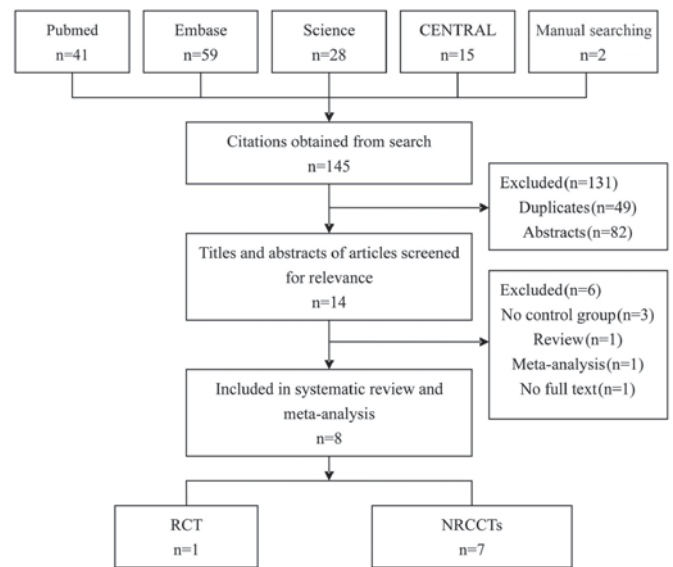 Pubmed
n=41
Embase
n=59
Science
n=28
CENTRAL
n=15
Manual searching
n=2
Citations obtained from search
n=145
Excluded(n=131)
Duplicates(n=49)
Abstracts(n=82)
Titles and abstracts of articles screened
for relevance
n=14
Excluded(n=6)
No control group(n=3)
Review(n=1)
Meta-analysis(n=1)
No full text(n=1)
Included in systematic review and
meta-analysis
n=8
RCT
n=1
NRCCTs
n=7